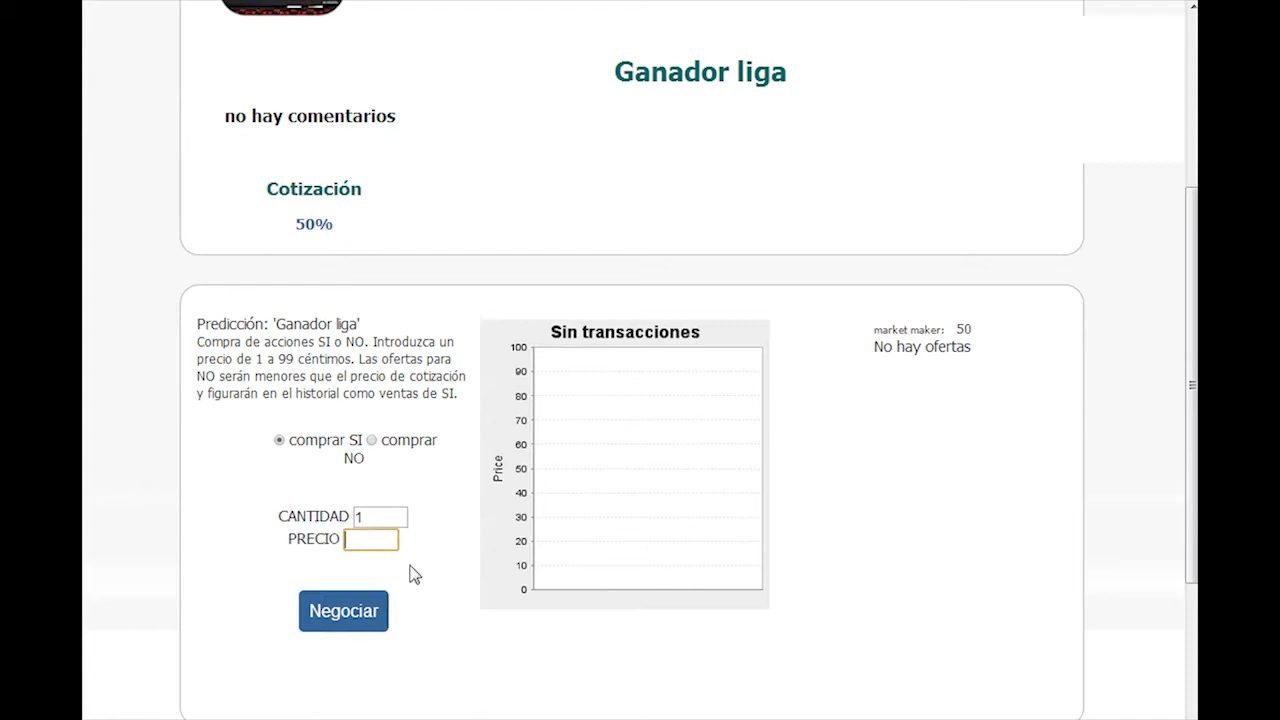 Ganador liga
no hay comentarios
Cotización
50%
Predicción: 'Ganador liga'
Compra de acciones SI o NO. Introduzca un
precio de 1 a 99 céntimos. Las ofertas para
NO serán menores que el precio de cotización
y figurarán en el historial como ventas de SI.
comprar SI comprar
NO
CANTIDAD 1
PRECIO
Negociar
Sin transacciones
100
90
80
70
60
50
40
30
20
10
0
Price
market maker: 50
No hay ofertas